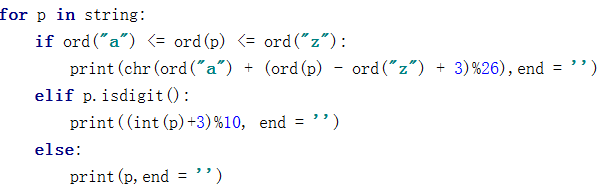 for p in string:
    if ord("a") <= ord(p) <= ord("z"):
        print(chr(ord("a") + (ord(p) - ord("z") + 3)%26),end = '')
    elif p.isdigit():
        print((int(p)+3)%10, end = '')
    else:
        print(p,end = '')